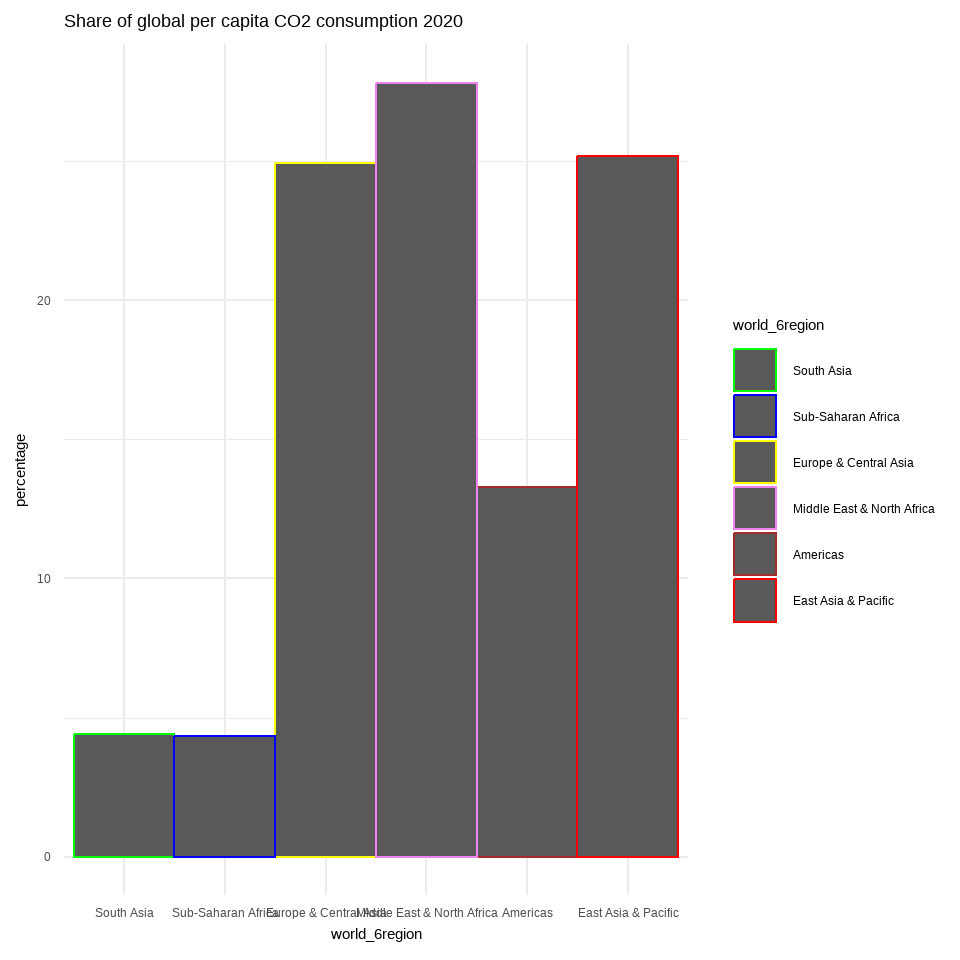 Share of global per capita CO2 consumption 2020
percentage
20
10
0
South Asia
Sub-Saharan Africa
Europe & Central Asia
Middle East & North Africa
Americas
East Asia & Pacific
world_6region
world_6region
South Asia
Sub-Saharan Africa
Europe & Central Asia
Middle East & North Africa
Americas
East Asia & Pacific